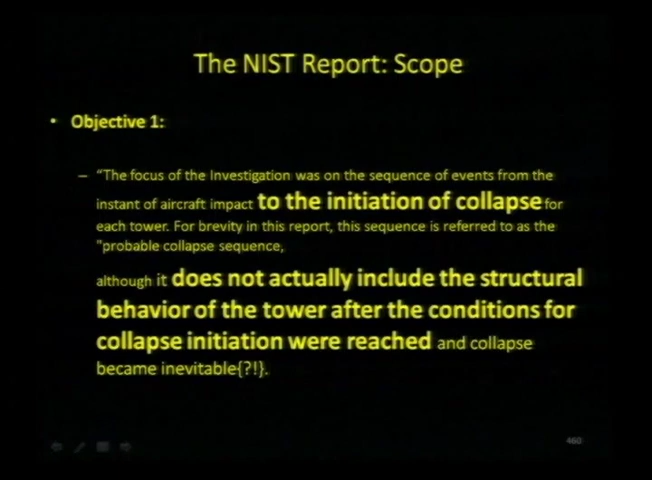 The NIST Report: Scope
• Objective 1:
– "The focus of the Investigation was on the sequence of events from the
instant of aircraft impact to the initiation of collapse for
each tower. For brevity in this report, this sequence is referred to as the
"probable collapse sequence,
although it does not actually include the structural
behavior of the tower after the conditions for
collapse initiation were reached and collapse
became inevitable{?!}.
460